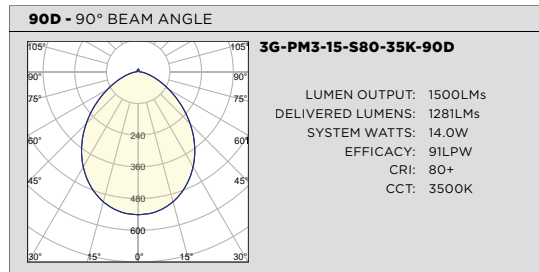 90D - 90° BEAM ANGLE
3G-PM3-15-S80-35K-90D
105° 105°
90° 90°
75° 75°
60° 60°
45° 45°
240
360
480
600
30° 15° 0° 15° 30°
LUMEN OUTPUT: 1500LMs
DELIVERED LUMENS: 1281LMs
SYSTEM WATTS: 14.0W
EFFICACY: 91LPW
CRI: 80+
CCT: 3500K